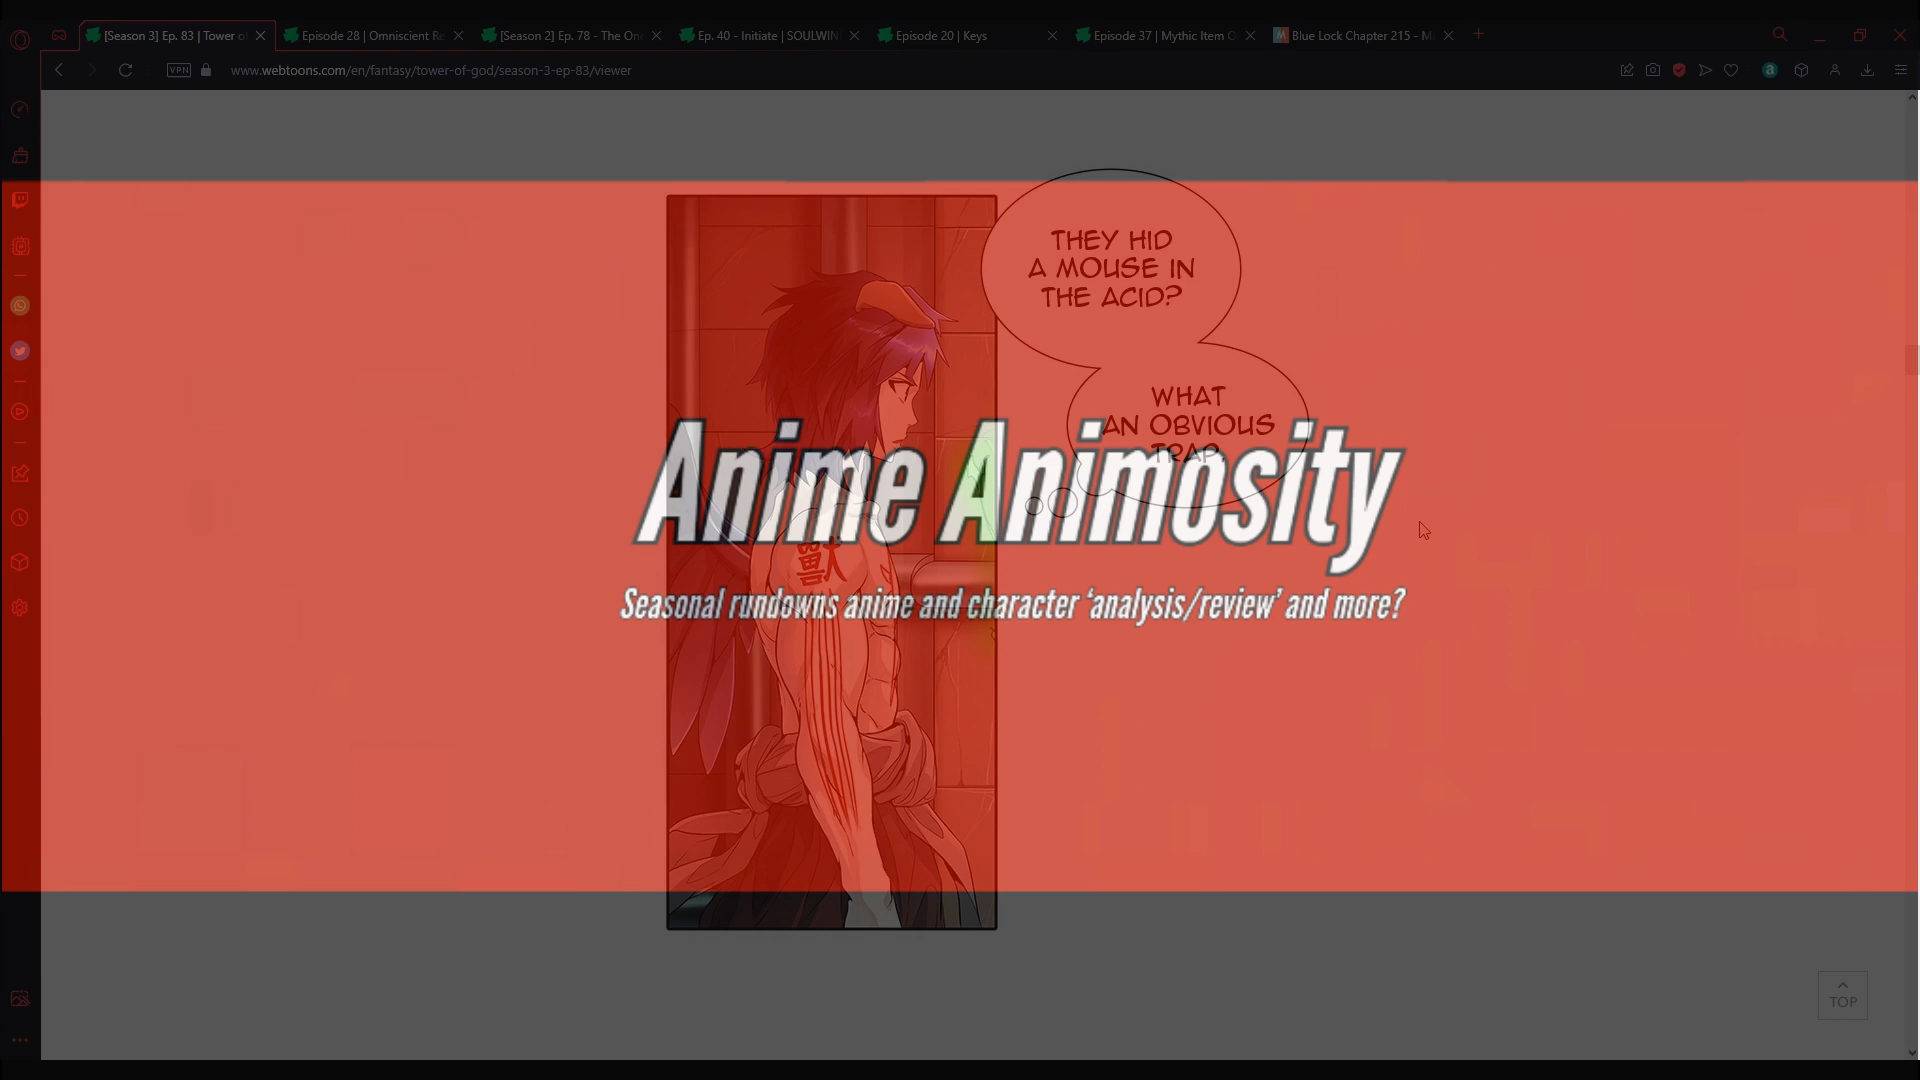 [Season 3] Ep. 83 | Tower o
Episode 28 | Omniscient Re
[Season 2] Ep. 78 - The On
Ep. 40 - Initiate | SOULWIN
Episode 20 | Keys
Episode 37 | Mythic Item O
Blue Lock Chapter 215 - M
VPN
www.webtoons.com/en/fantasy/tower-of-god/season-3-ep-83/viewer
THEY HID
A MOUSE IN
THE ACID?
WHAT
AN OBVIOUS
TRAP.
Anime Animosity
獸
Seasonal rundowns anime and character ‘analysis/review’ and more?
TOP